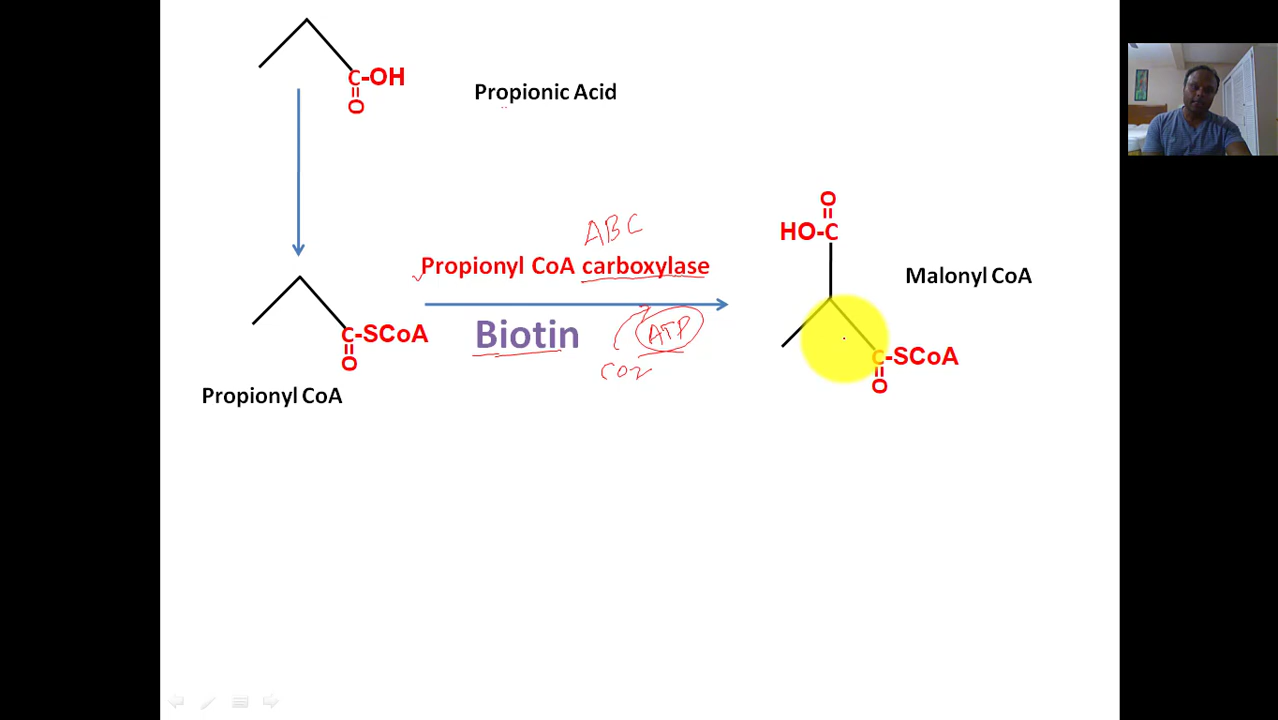 C-OH
O
Propionic Acid
ABC
Propionyl CoA carboxylase
Biotin
ATP
CO2
C-SCoA
O
Propionyl CoA
O
HO-C
Malonyl CoA
C-SCoA
O